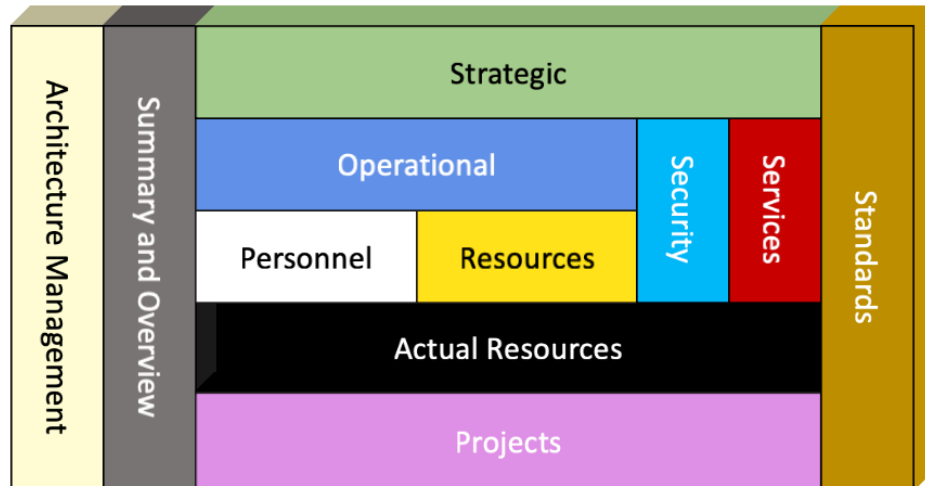 Architecture Management
Summary and Overview
Strategic
Operational
Security
Services
Standards
Personnel
Resources
Actual Resources
Projects